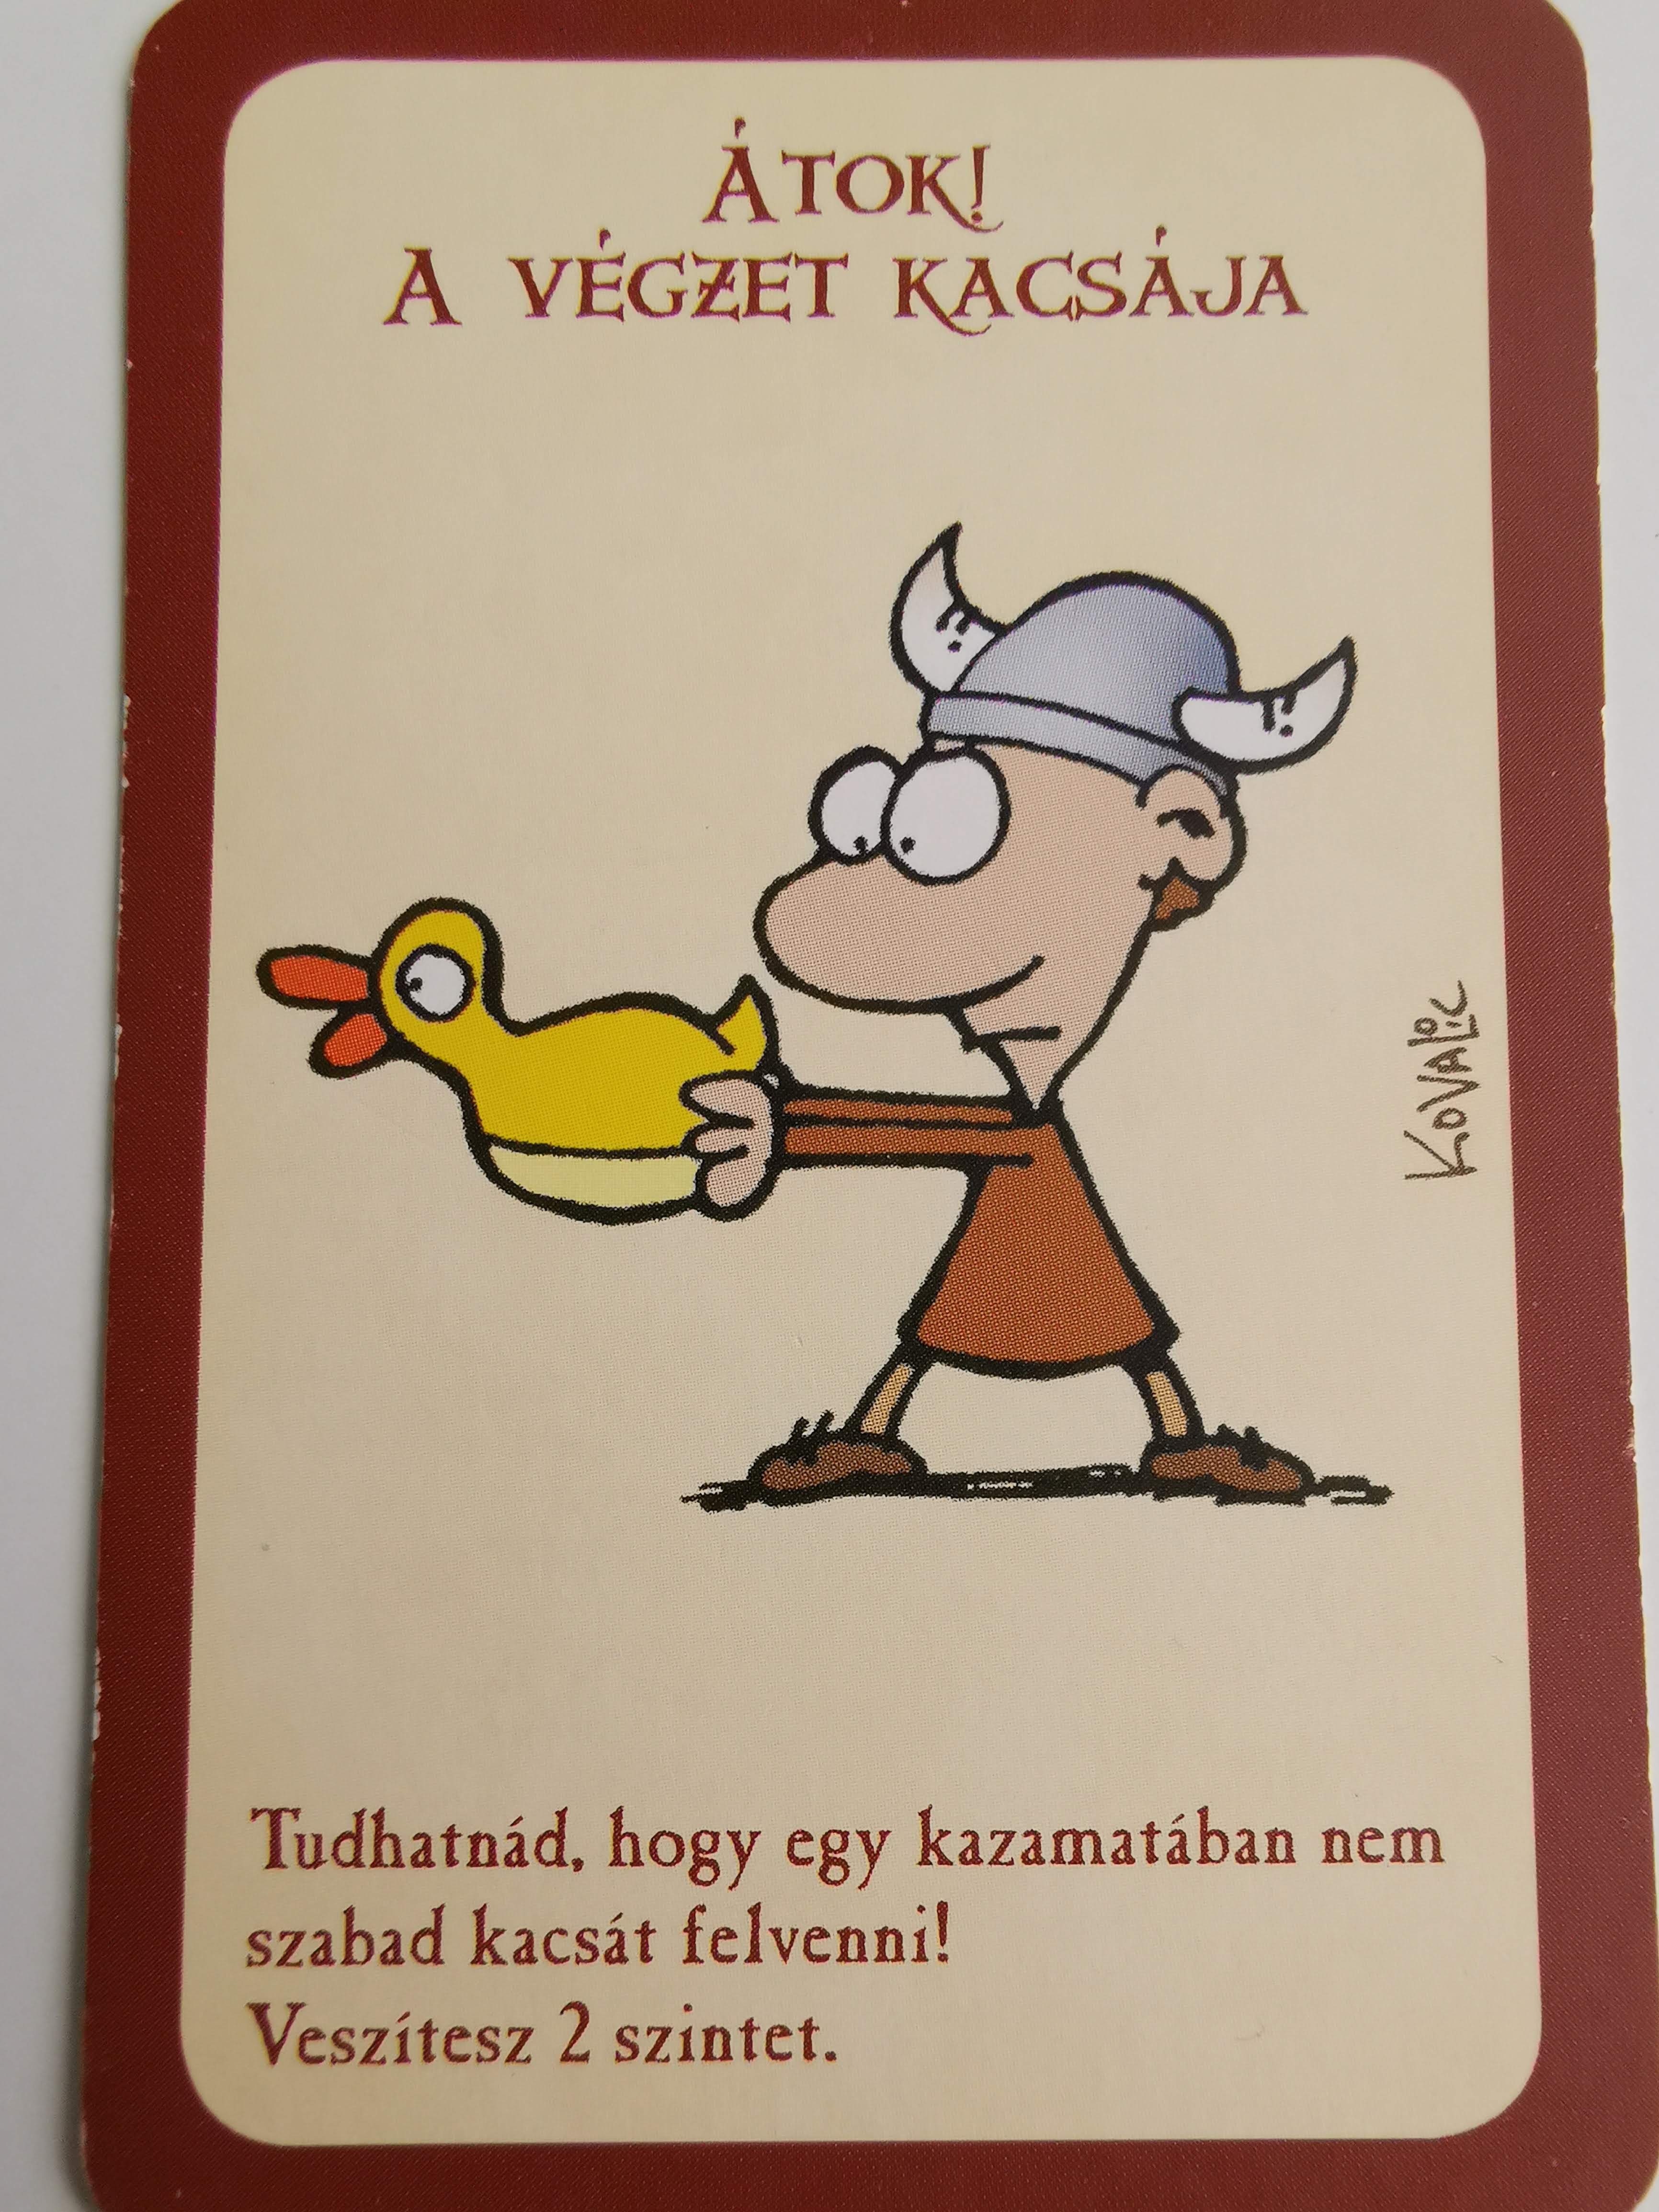 ÁTOK!
A VÉGZET KACSÁJA
KOVALIC
Tudhatnád, hogy egy kazamatában nem
szabad kacsát felvenni!
Veszítesz 2 szintet.